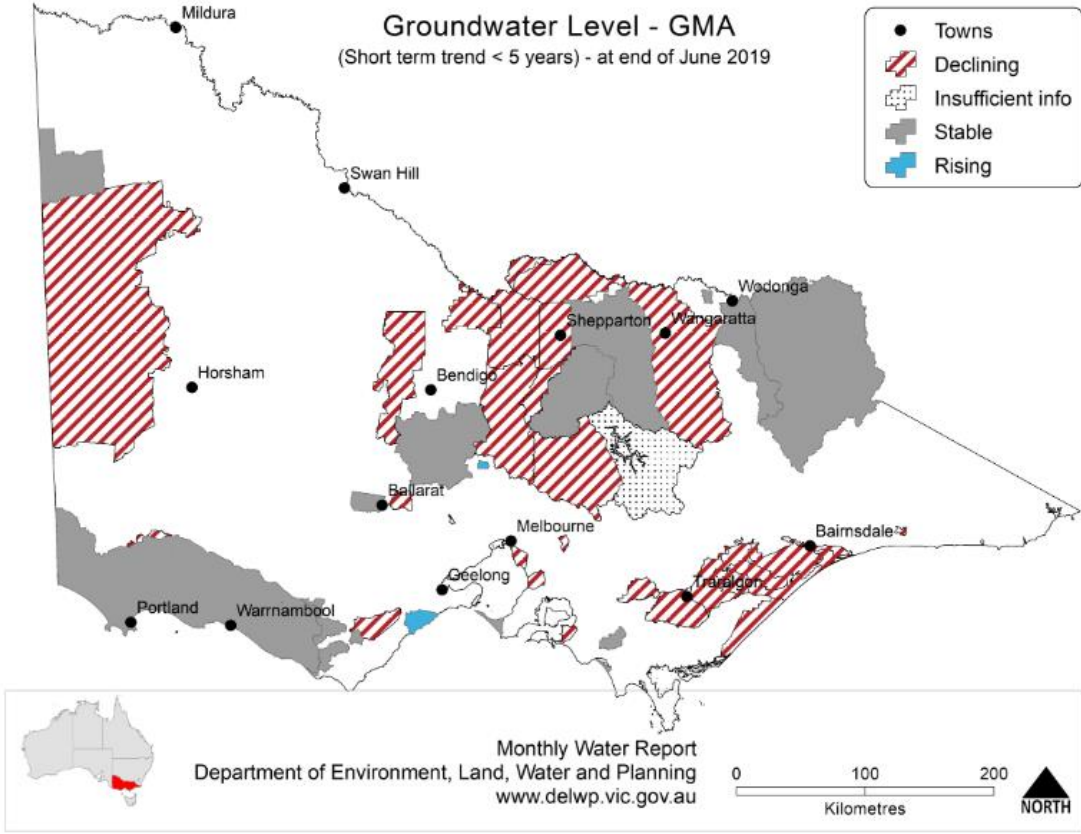 Groundwater Level - GMA
(Short term trend < 5 years) - at end of June 2019
Towns
Declining
Insufficient info
Stable
Rising
Mildura
Swan Hill
Wodonga
Shepparton
Wangaratta
Horsham
Bendigo
Ballarat
Melbourne
Bairnsdale
Geelong
Traralgon
Portland
Warrnambool
Monthly Water Report
Department of Environment, Land, Water and Planning
www.delwp.vic.gov.au
0 100 200
Kilometres
NORTH